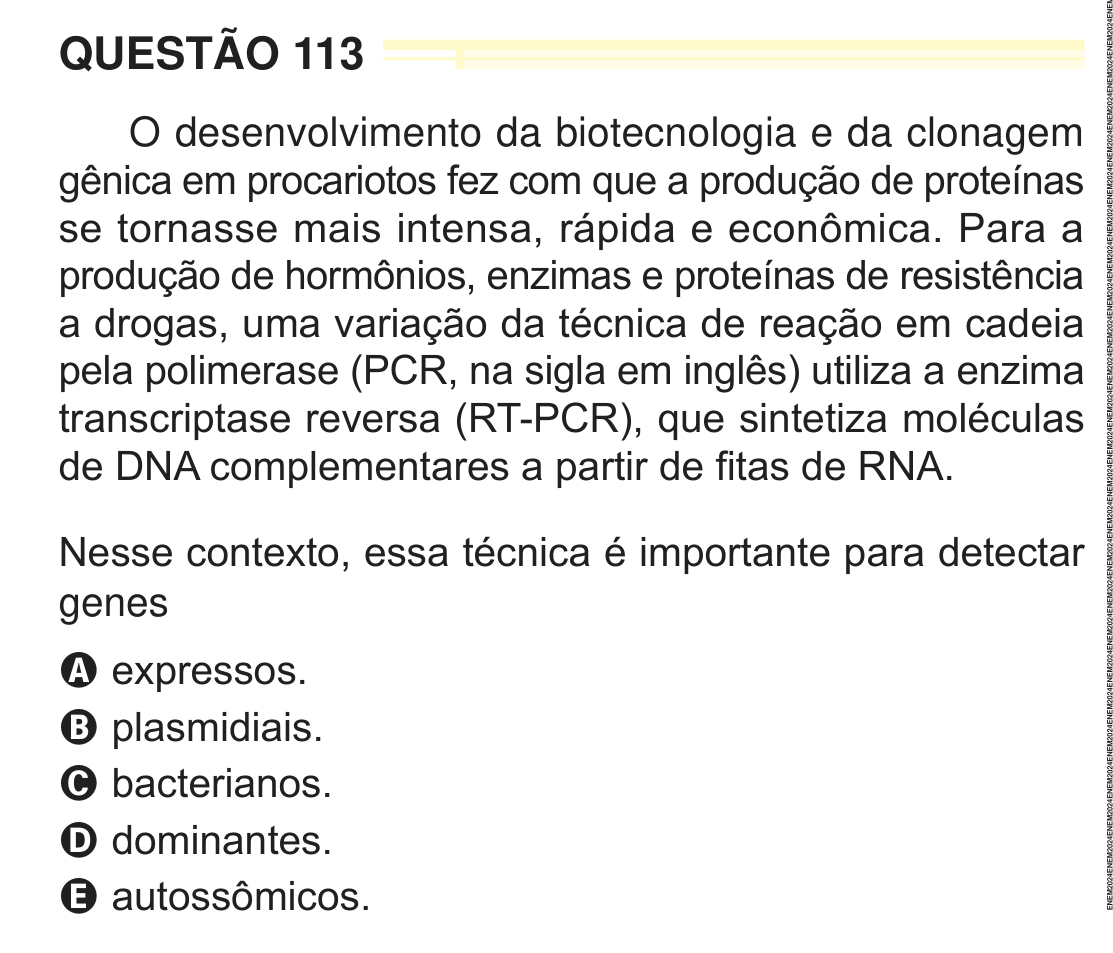 QUESTÃO 113
O desenvolvimento da biotecnologia e da clonagem
gênica em procariotos fez com que a produção de proteínas
se tornasse mais intensa, rápida e econômica. Para a
produção de hormônios, enzimas e proteínas de resistência
a drogas, uma variação da técnica de reação em cadeia
pela polimerase (PCR, na sigla em inglês) utiliza a enzima
transcriptase reversa (RT-PCR), que sintetiza moléculas
de DNA complementares a partir de fitas de RNA.
Nesse contexto, essa técnica é importante para detectar
genes
A expressos.
B plasmidiais.
C bacterianos.
D dominantes.
E autossômicos.
ENEM2024ENEM2024ENEM2024ENEM2024ENEM2024ENEM2024ENEM2024ENEM2024ENEM2024ENEM2024ENEM2024ENEM2024ENEM2024ENEM2024ENEM2024ENEM2024ENEM2024ENEM2024ENEM2024ENEM